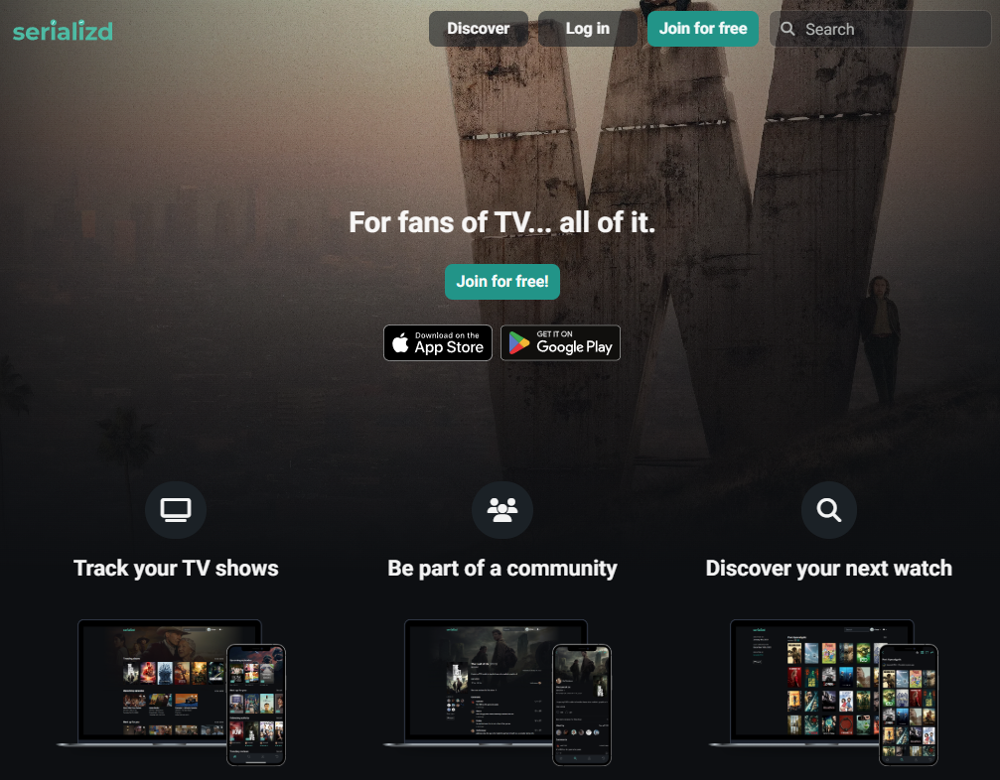 serializd
Discover
Log in
Join for free
Search
For fans of TV... all of it.
Join for free!
Download on the
App Store
GET IT ON
Google Play
Track your TV shows
Be part of a community
Discover your next watch